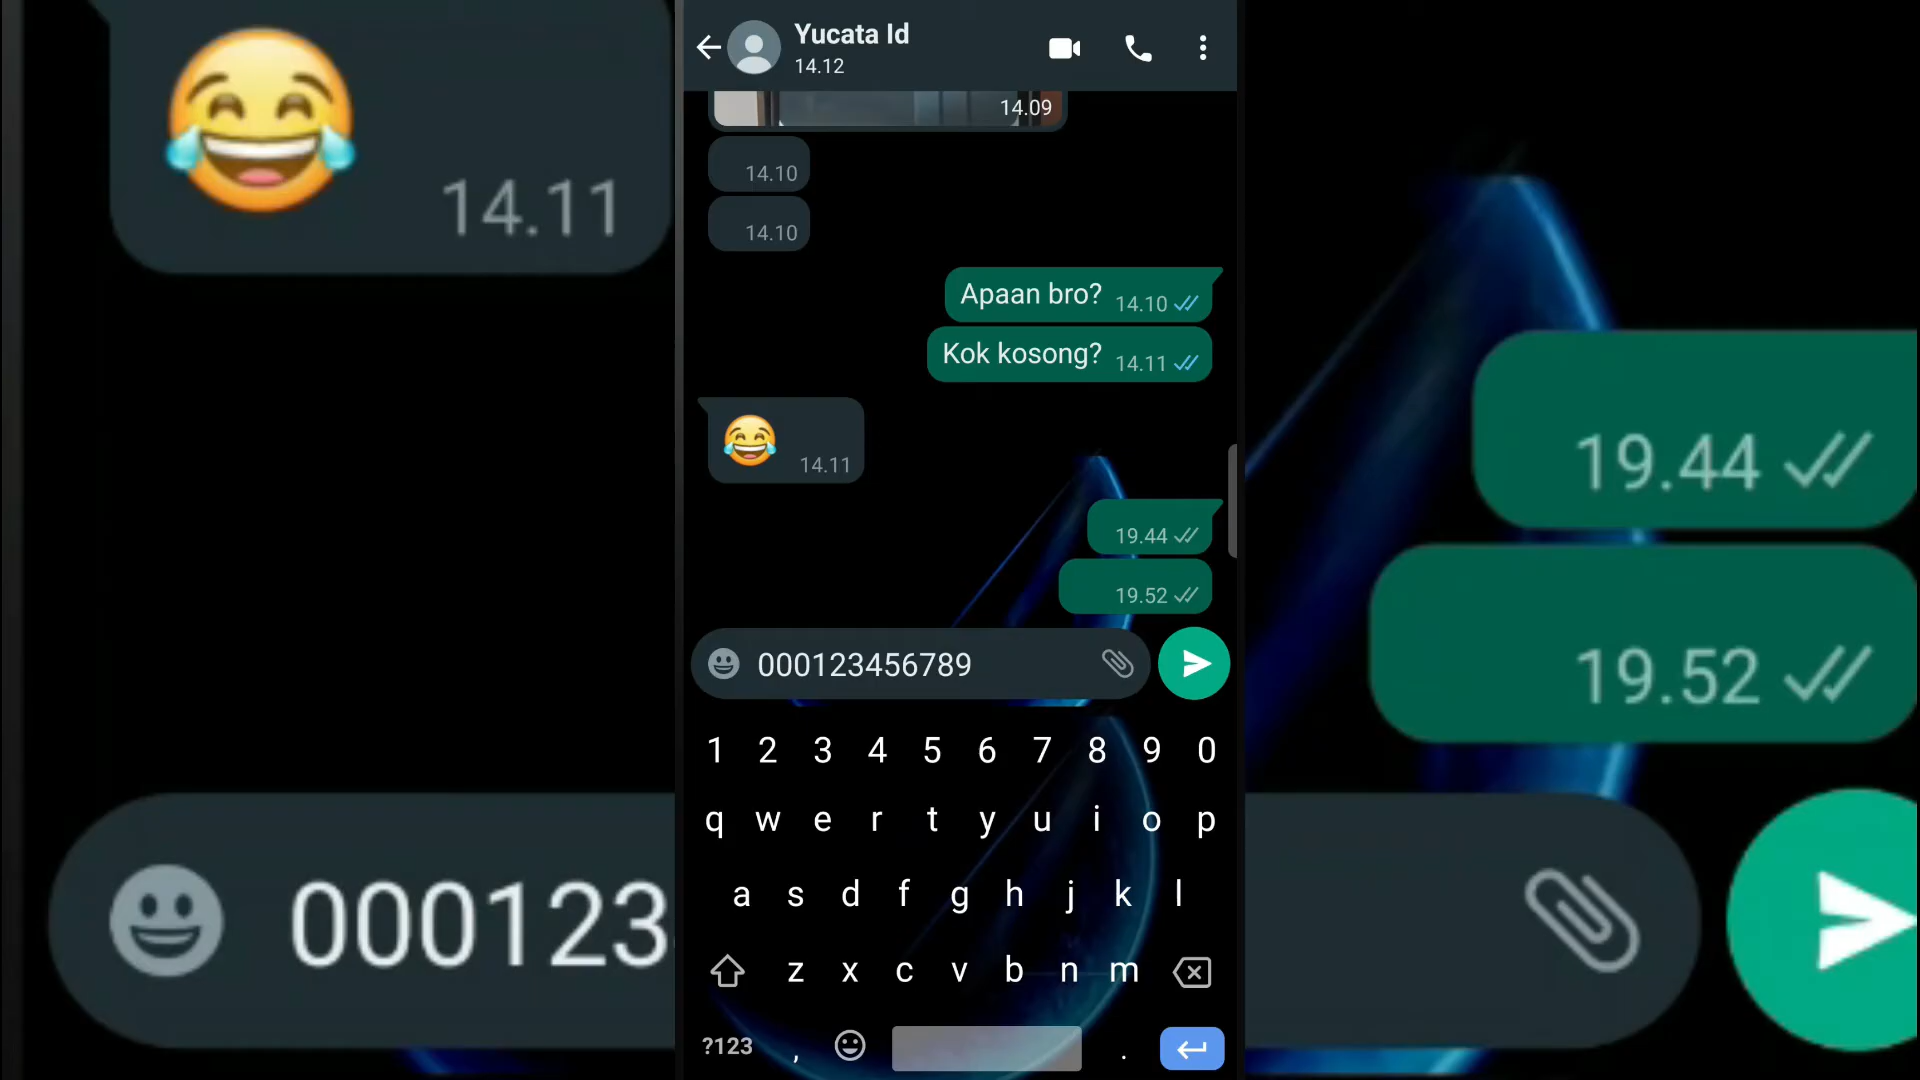 Yucata Id
14.12
14.09
14.10
14.10
Apaan bro? 14.10
Kok kosong? 14.11
14.11
19.44
19.52
000123456789
1 2 3 4 5 6 7 8 9 0
q w e r t y u i o p
a s d f g h j k l
z x c v b n m
?123 , .
14.11
000123
19.44
19.52